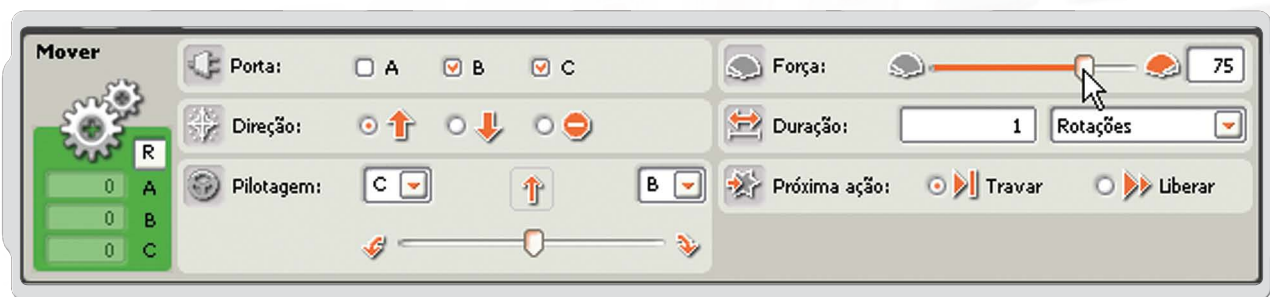 Mover
R
0 A
0 B
0 C
Porta: A B C
Direção:
Pilotagem: C B
Força: 75
Duração: 1 Rotações
Próxima ação: Travar Liberar